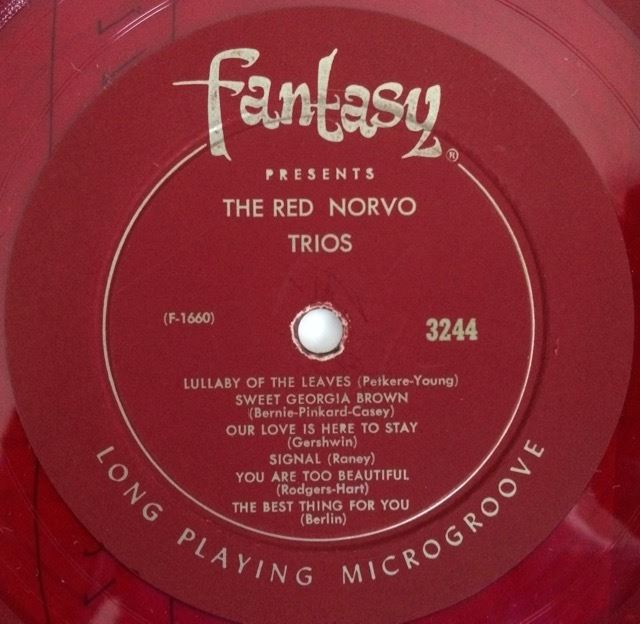 fantasy®
PRESENTS
THE RED NORVO
TRIOS
(F-1660)
3244
LULLABY OF THE LEAVES (Petkere-Young)
SWEET GEORGIA BROWN
(Bernie-Pinkard-Casey)
OUR LOVE IS HERE TO STAY
(Gershwin)
SIGNAL (Raney)
YOU ARE TOO BEAUTIFUL
(Rodgers-Hart)
THE BEST THING FOR YOU
(Berlin)
LONG PLAYING MICROGROOVE